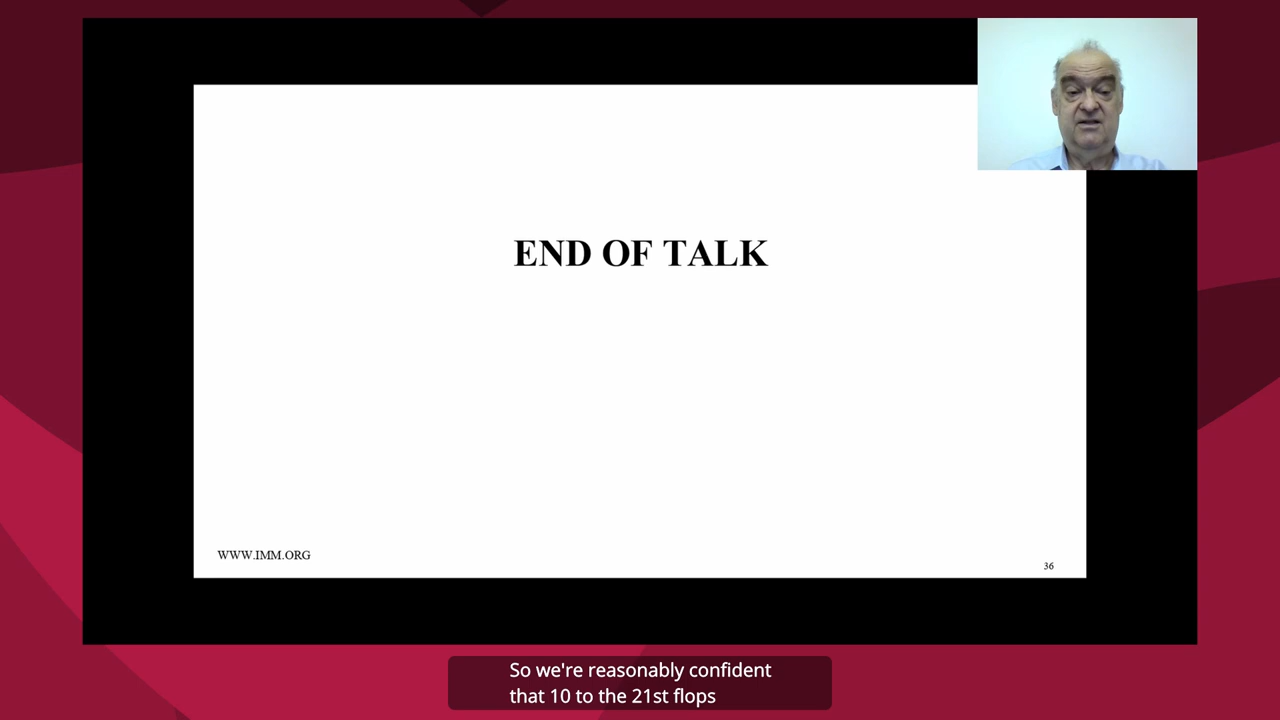 END OF TALK
WWW.IMM.ORG
36
So we're reasonably confident
that 10 to the 21st flops